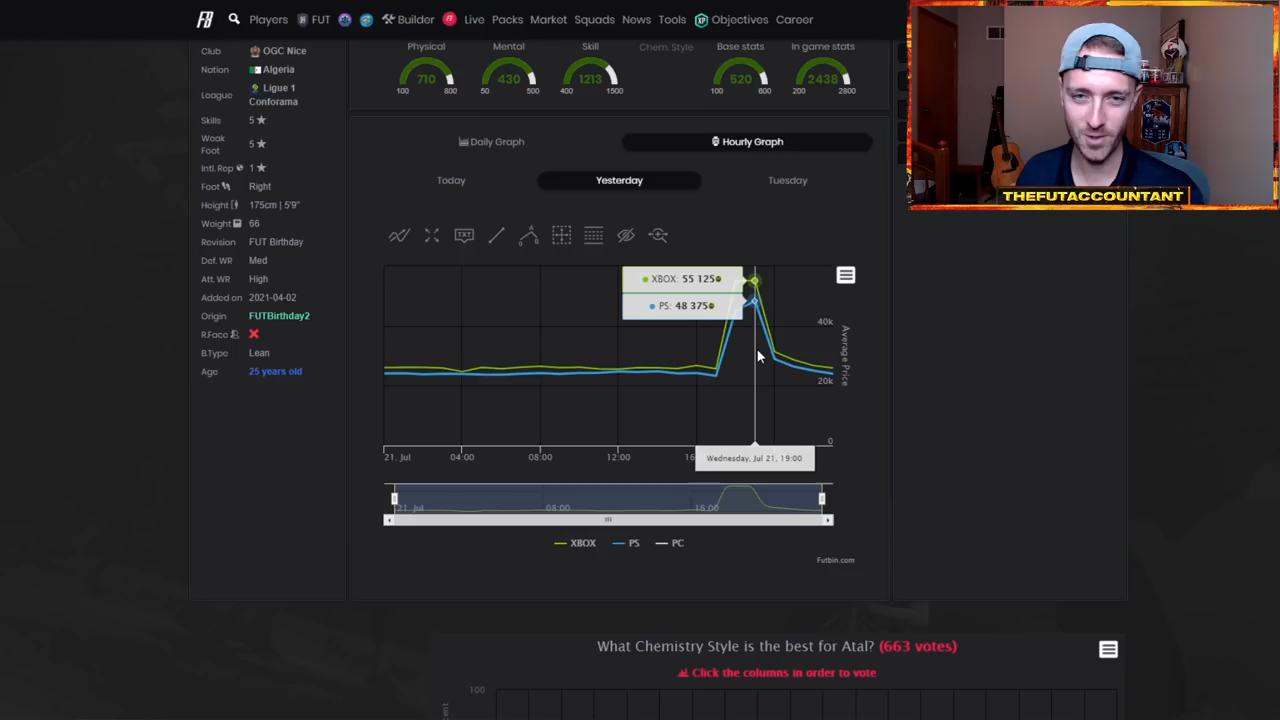 FB Players FUT Builder Live Packs Market Squads News Tools XP Objectives Career
Club OGC Nice
Nation Algeria
League Ligue 1
Conforama
Skills 5
Weak
Foot 5
Intl. Rep 1
Foot Right
Height 175cm | 5'9"
Weight 66
Revision FUT Birthday
Def. WR Med
Att. WR High
Added on 2021-04-02
Origin FUTBirthday2
R.Face
B.Type Lean
Age 25 years old
Physical Mental Skill Chem. Style Base stats In game stats
710 430 1213 520 2438
100 800 50 500 400 1500 100 600 200 2800
Daily Graph Hourly Graph
Today Yesterday Tuesday
TXT
XBOX: 55 125
PS: 48 375
40k
20k
0
Average Price
21. Jul 04:00 08:00 12:00 16
Wednesday, Jul 21, 19:00
21. Jul 08:00 16:00
XBOX PS PC
Futbin.com
What Chemistry Style is the best for Atal? (663 votes)
Click the columns in order to vote
100
THEFUTACCOUNTANT